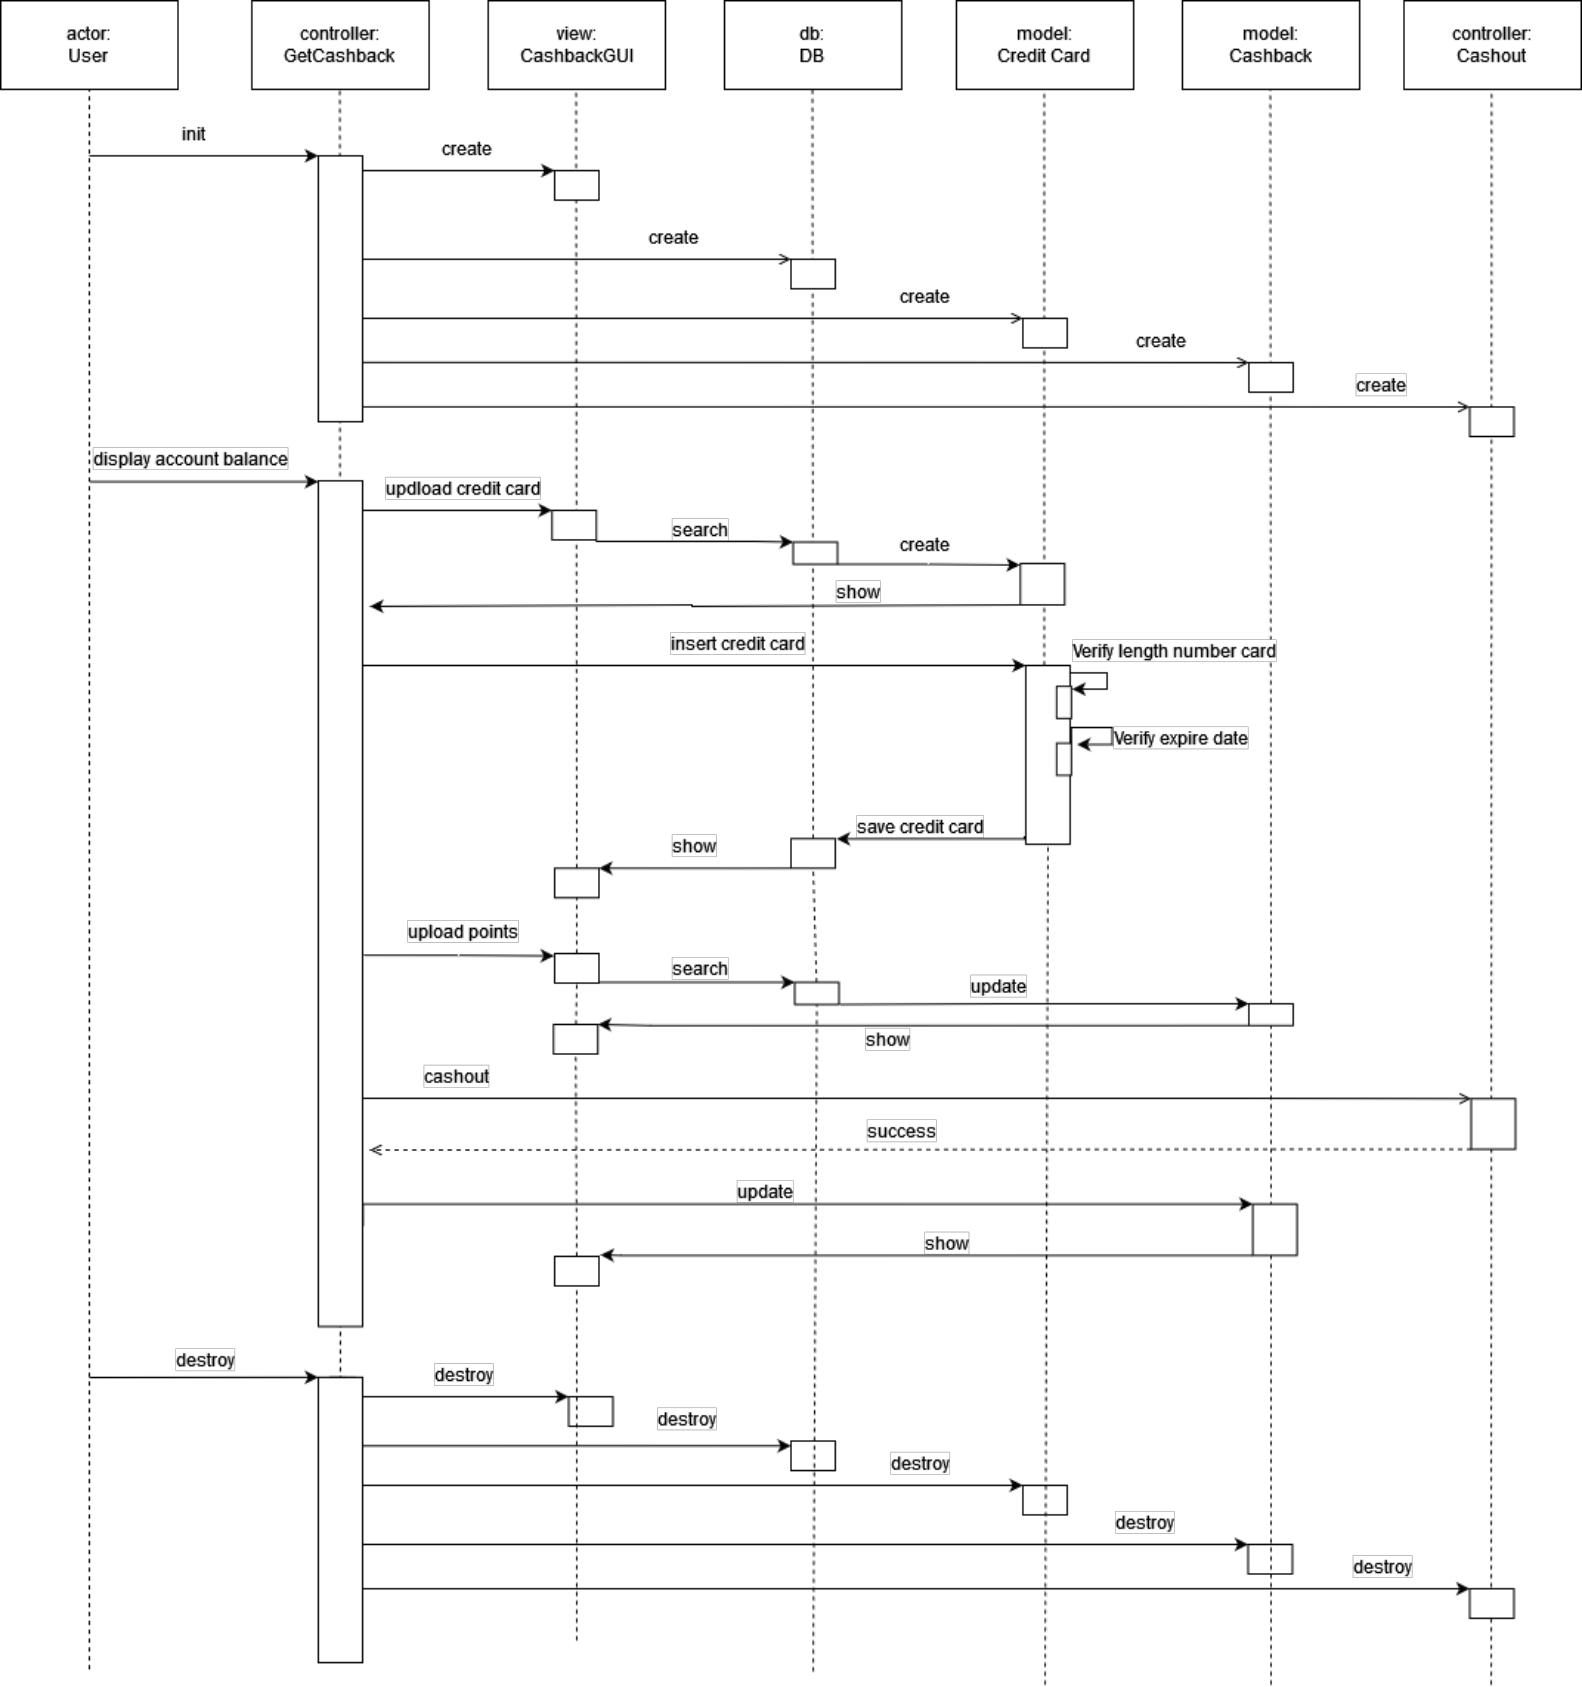 actor:
User
controller:
GetCashback
view:
CashbackGUI
db:
DB
model:
Credit Card
model:
Cashback
controller:
Cashout
init
create
create
create
create
create
display account balance
updload credit card
search
create
show
insert credit card
Verify length number card
Verify expire date
save credit card
show
upload points
search
update
show
cashout
success
update
show
destroy
destroy
destroy
destroy
destroy
destroy